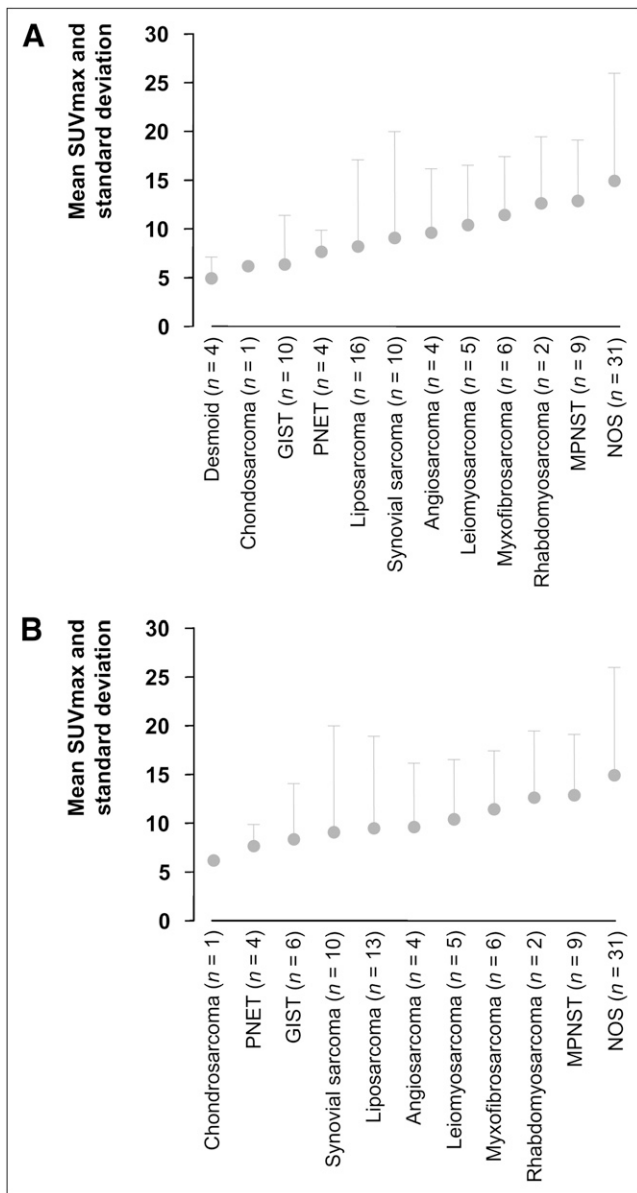 A
Mean SUVmax and
standard deviation
30
25
20
15
10
5
0
Desmoid (n = 4)
Chondosarcoma (n = 1)
GIST (n = 10)
PNET (n = 4)
Liposarcoma (n = 16)
Synovial sarcoma (n = 10)
Angiosarcoma (n = 4)
Leiomyosarcoma (n = 5)
Myxofibrosarcoma (n = 6)
Rhabdomyosarcoma (n = 2)
MPNST (n = 9)
NOS (n = 31)
B
Mean SUVmax and
standard deviation
30
25
20
15
10
5
0
Chondrosarcoma (n = 1)
PNET (n = 4)
GIST (n = 6)
Synovial sarcoma (n = 10)
Liposarcoma (n = 13)
Angiosarcoma (n = 4)
Leiomyosarcoma (n = 5)
Myxofibrosarcoma (n = 6)
Rhabdomyosarcoma (n = 2)
MPNST (n = 9)
NOS (n = 31)